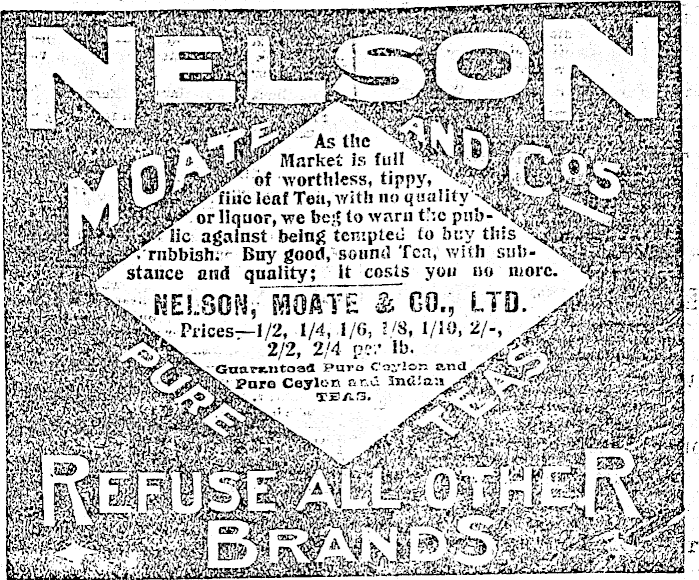 NELSON
MOATE AND CO'S
As the
Market is full
of worthless, tippy,
fine leaf Tea, with no quality
or liquor, we beg to warn the pub-
lic against being tempted to buy this
rubbish. Buy good, sound Tea, with sub-
stance and quality; it costs you no more.
NELSON, MOATE & CO., LTD.
Prices—1/2, 1/4, 1/6, 1/8, 1/10, 2/-,
2/2, 2/4 per lb.
Guaranteed Pure Ceylon and
Pure Ceylon and Indian
TEAS.
PURE TEAS
REFUSE ALL OTHER
BRANDS